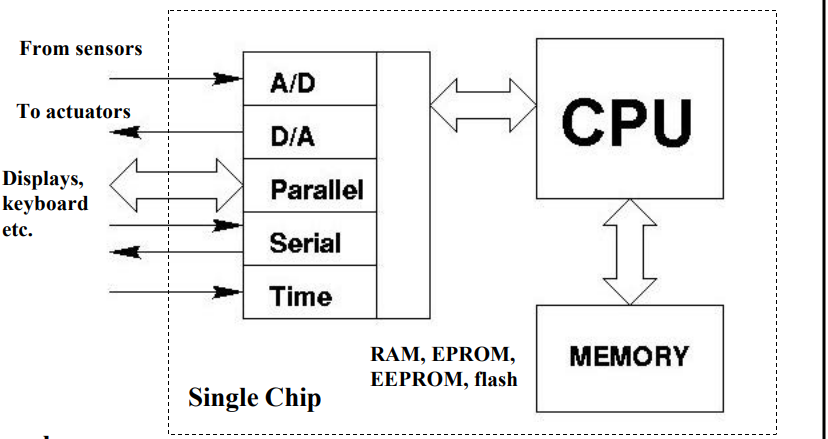 From sensors
To actuators
Displays,
keyboard
etc.
A/D
D/A
Parallel
Serial
Time
CPU
MEMORY
RAM, EPROM,
EEPROM, flash
Single Chip